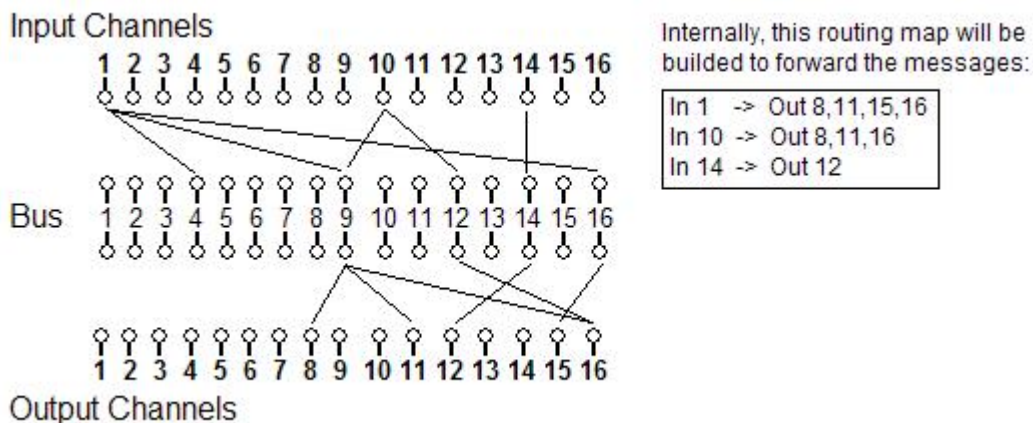 Input Channels
1 2 3 4 5 6 7 8 9 10 11 12 13 14 15 16
Bus 1 2 3 4 5 6 7 8 9 10 11 12 13 14 15 16
1 2 3 4 5 6 7 8 9 10 11 12 13 14 15 16
Output Channels
Internally, this routing map will be
builded to forward the messages:
In 1 -> Out 8,11,15,16
In 10 -> Out 8,11,16
In 14 -> Out 12